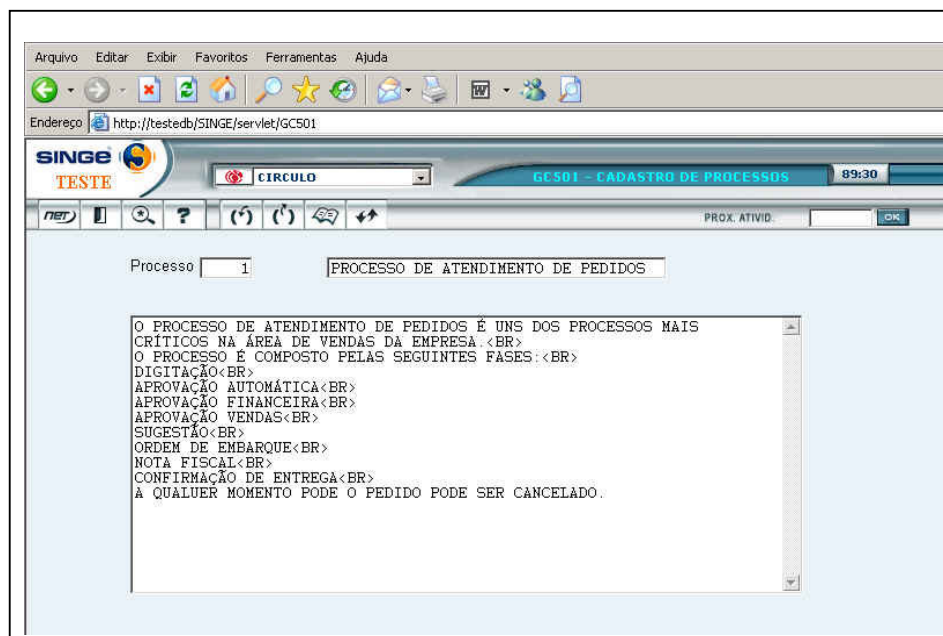 Arquivo Editar Exibir Favoritos Ferramentas Ajuda
Endereço http://testedb/SINGE/servlet/GC501
SINGE
TESTE
CIRCULO
GC501 - CADASTRO DE PROCESSOS
89:30
net
?
PROX. ATIVID.
OK
Processo 1 PROCESSO DE ATENDIMENTO DE PEDIDOS
O PROCESSO DE ATENDIMENTO DE PEDIDOS É UNS DOS PROCESSOS MAIS
CRÍTICOS NA ÁREA DE VENDAS DA EMPRESA.<BR>
O PROCESSO É COMPOSTO PELAS SEGUINTES FASES:<BR>
DIGITAÇÃO<BR>
APROVAÇÃO AUTOMÁTICA<BR>
APROVAÇÃO FINANCEIRA<BR>
APROVAÇÃO VENDAS<BR>
SUGESTÃO<BR>
ORDEM DE EMBARQUE<BR>
NOTA FISCAL<BR>
CONFIRMAÇÃO DE ENTREGA<BR>
A QUALUER MOMENTO PODE O PEDIDO PODE SER CANCELADO.